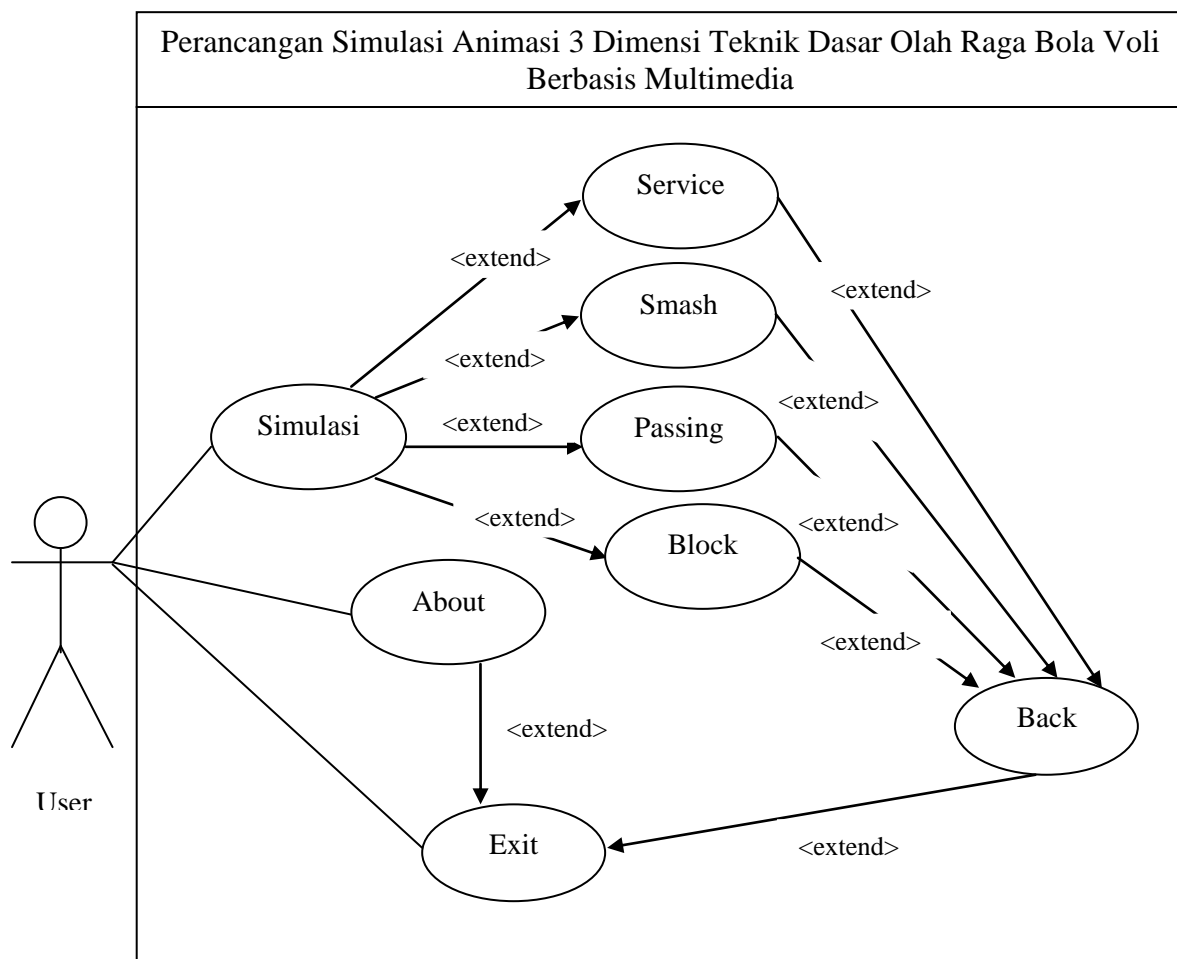 Perancangan Simulasi Animasi 3 Dimensi Teknik Dasar Olah Raga Bola Voli
Berbasis Multimedia
Service
<extend>
<extend>
Smash
<extend>
<extend>
Simulasi
<extend>
Passing
<extend>
<extend>
Block
About
<extend>
Back
<extend>
User
Exit
<extend>